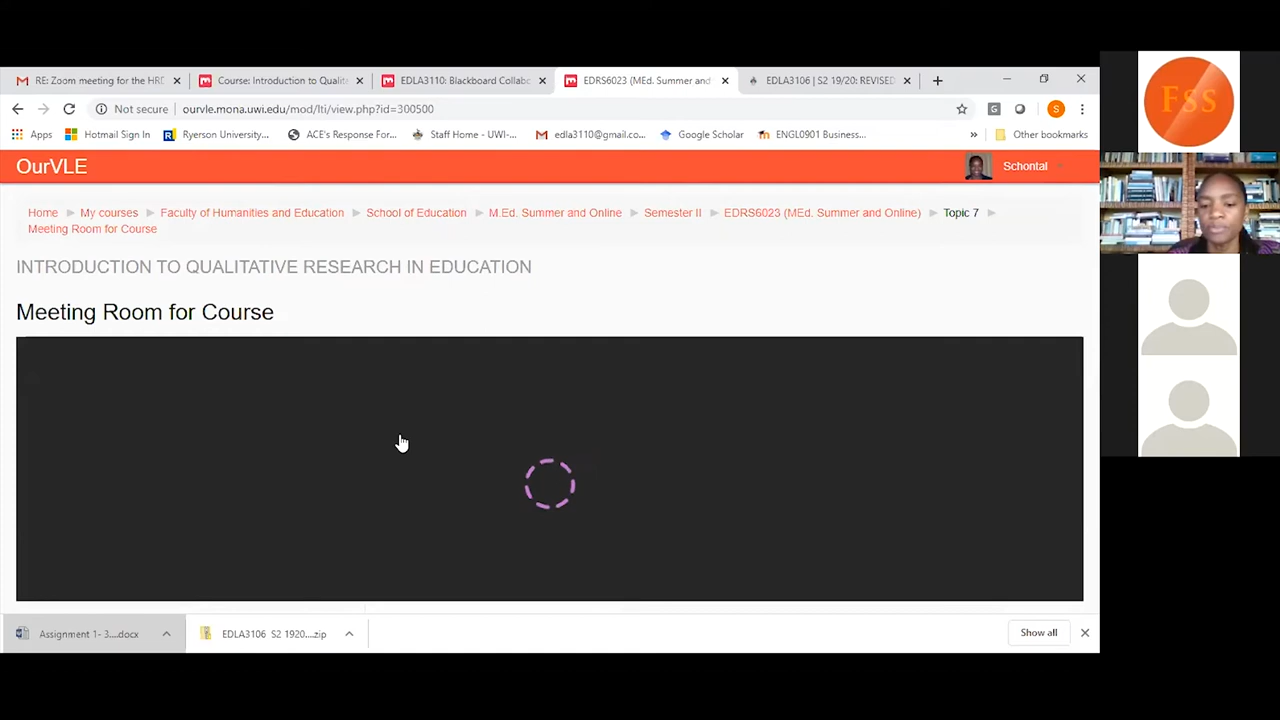 RE: Zoom meeting for the HRD
Course: Introduction to Qualita
EDLA3110: Blackboard Collabo
EDRS6023 (MEd. Summer and
EDLA3106 | S2 19/20: REVISED
Not secure | ourvle.mona.uwi.edu/mod/lti/view.php?id=300500
Apps
Hotmail Sign In
Ryerson University...
ACE's Response For...
Staff Home - UWI-...
edla3110@gmail.co...
Google Scholar
ENGL0901 Business...
» Other bookmarks
OurVLE
Schontal
Home ▶ My courses ▶ Faculty of Humanities and Education ▶ School of Education ▶ M.Ed. Summer and Online ▶ Semester II ▶ EDRS6023 (MEd. Summer and Online) ▶ Topic 7 ▶
Meeting Room for Course
INTRODUCTION TO QUALITATIVE RESEARCH IN EDUCATION
Meeting Room for Course
Assignment 1- 3....docx
EDLA3106 S2 1920....zip
Show all
Fss